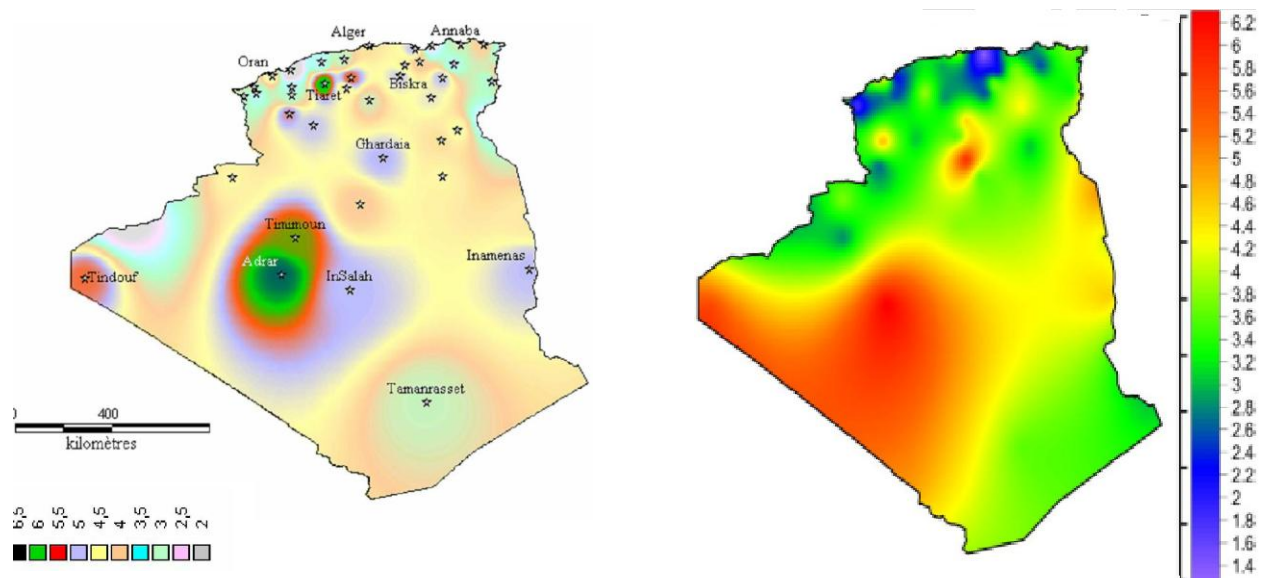 Alger
Annaba
Oran
Biskra
Tiaret
Ghardaia
Timimoun
Adrar
InSalah
Inamenas
Tindouf
Tamanrasset
0 400
kilomètres
6,5 6 5,5 5 4,5 4 3,5 3 2,5 2
6.2
6
5.8
5.6
5.4
5.2
5
4.8
4.6
4.4
4.2
4
3.8
3.6
3.4
3.2
3
2.8
2.6
2.4
2.2
2
1.8
1.6
1.4